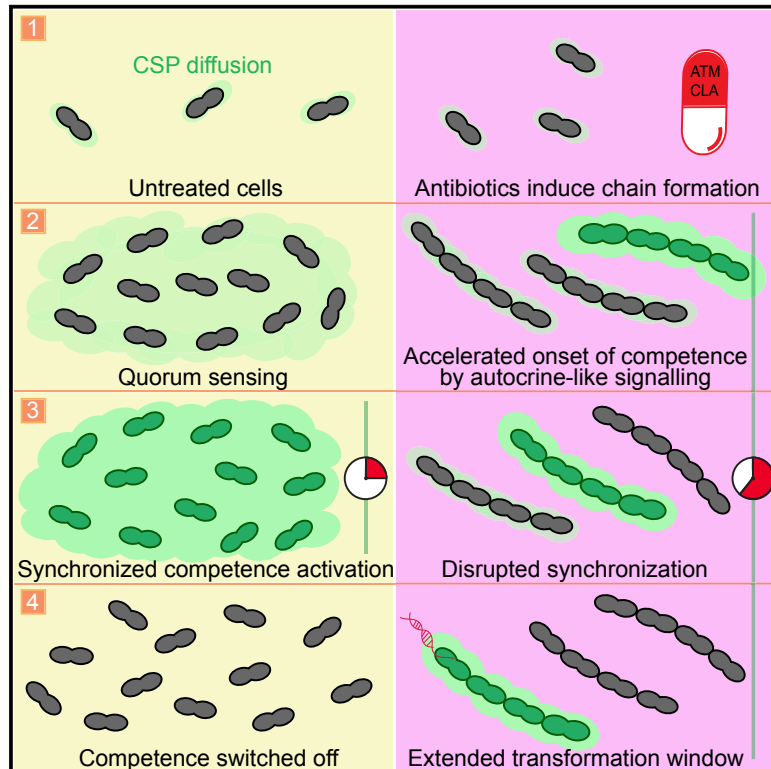 1
CSP diffusion
Untreated cells
ATM
CLA
Antibiotics induce chain formation
2
Quorum sensing
Accelerated onset of competence
by autocrine-like signalling
3
Synchronized competence activation
Disrupted synchronization
4
Competence switched off
Extended transformation window